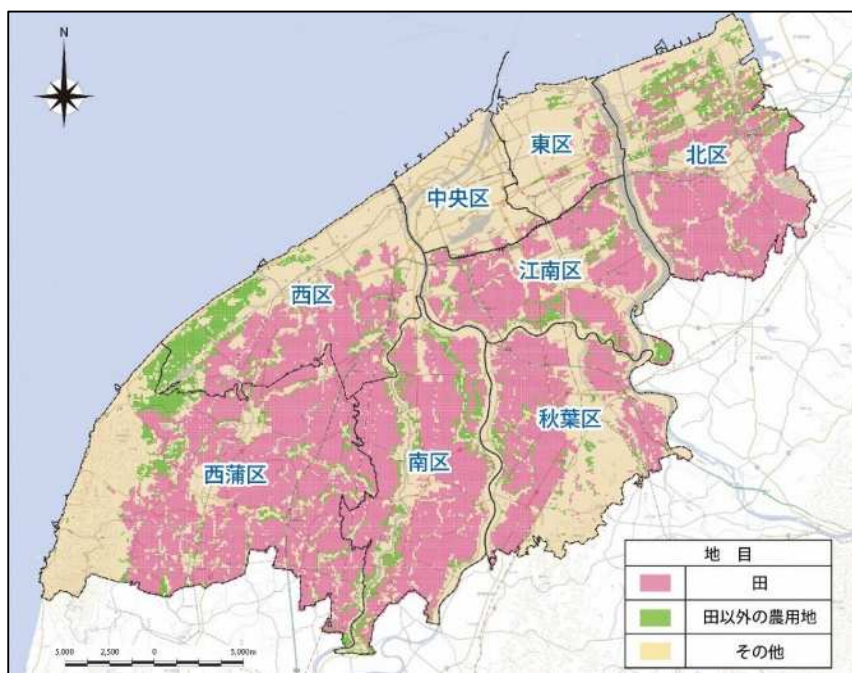 N
東区
北区
中央区
江南区
西区
秋葉区
南区
西蒲区
地 目
田
田以外の農用地
その他
5,000 2,500 0 5,000m